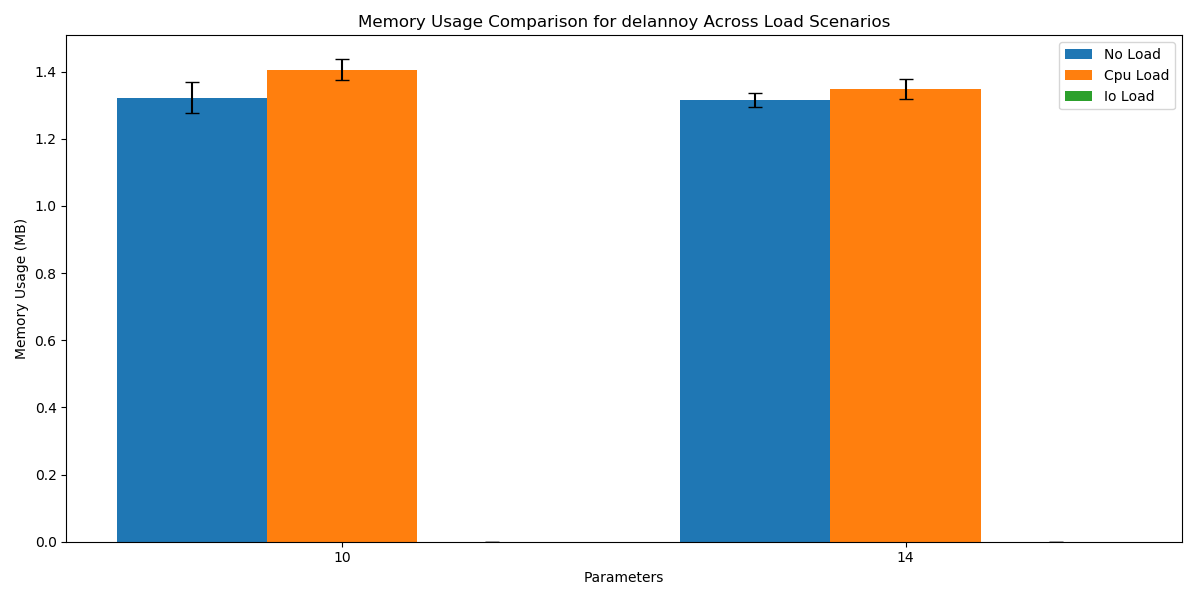 Memory Usage Comparison for delannoy Across Load Scenarios
No Load
Cpu Load
Io Load
Memory Usage (MB)
1.4
1.2
1.0
0.8
0.6
0.4
0.2
0.0
10
14
Parameters